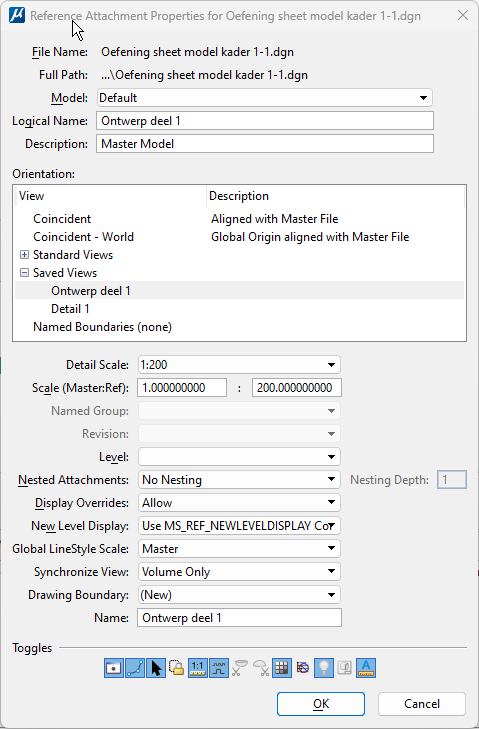 Reference Attachment Properties for Oefening sheet model kader 1-1.dgn
File Name: Oefening sheet model kader 1-1.dgn
Full Path: ...\Oefening sheet model kader 1-1.dgn
Model: Default
Logical Name: Ontwerp deel 1
Description: Master Model
Orientation:
View Description
Coincident Aligned with Master File
Coincident - World Global Origin aligned with Master File
Standard Views
Saved Views
Ontwerp deel 1
Detail 1
Named Boundaries (none)
Detail Scale: 1:200
Scale (Master:Ref): 1.000000000 : 200.000000000
Named Group:
Revision:
Level:
Nested Attachments: No Nesting Nesting Depth: 1
Display Overrides: Allow
New Level Display: Use MS_REF_NEWLEVELDISPLAY Cor
Global LineStyle Scale: Master
Synchronize View: Volume Only
Drawing Boundary: (New)
Name: Ontwerp deel 1
Toggles
1:1 A
OK Cancel